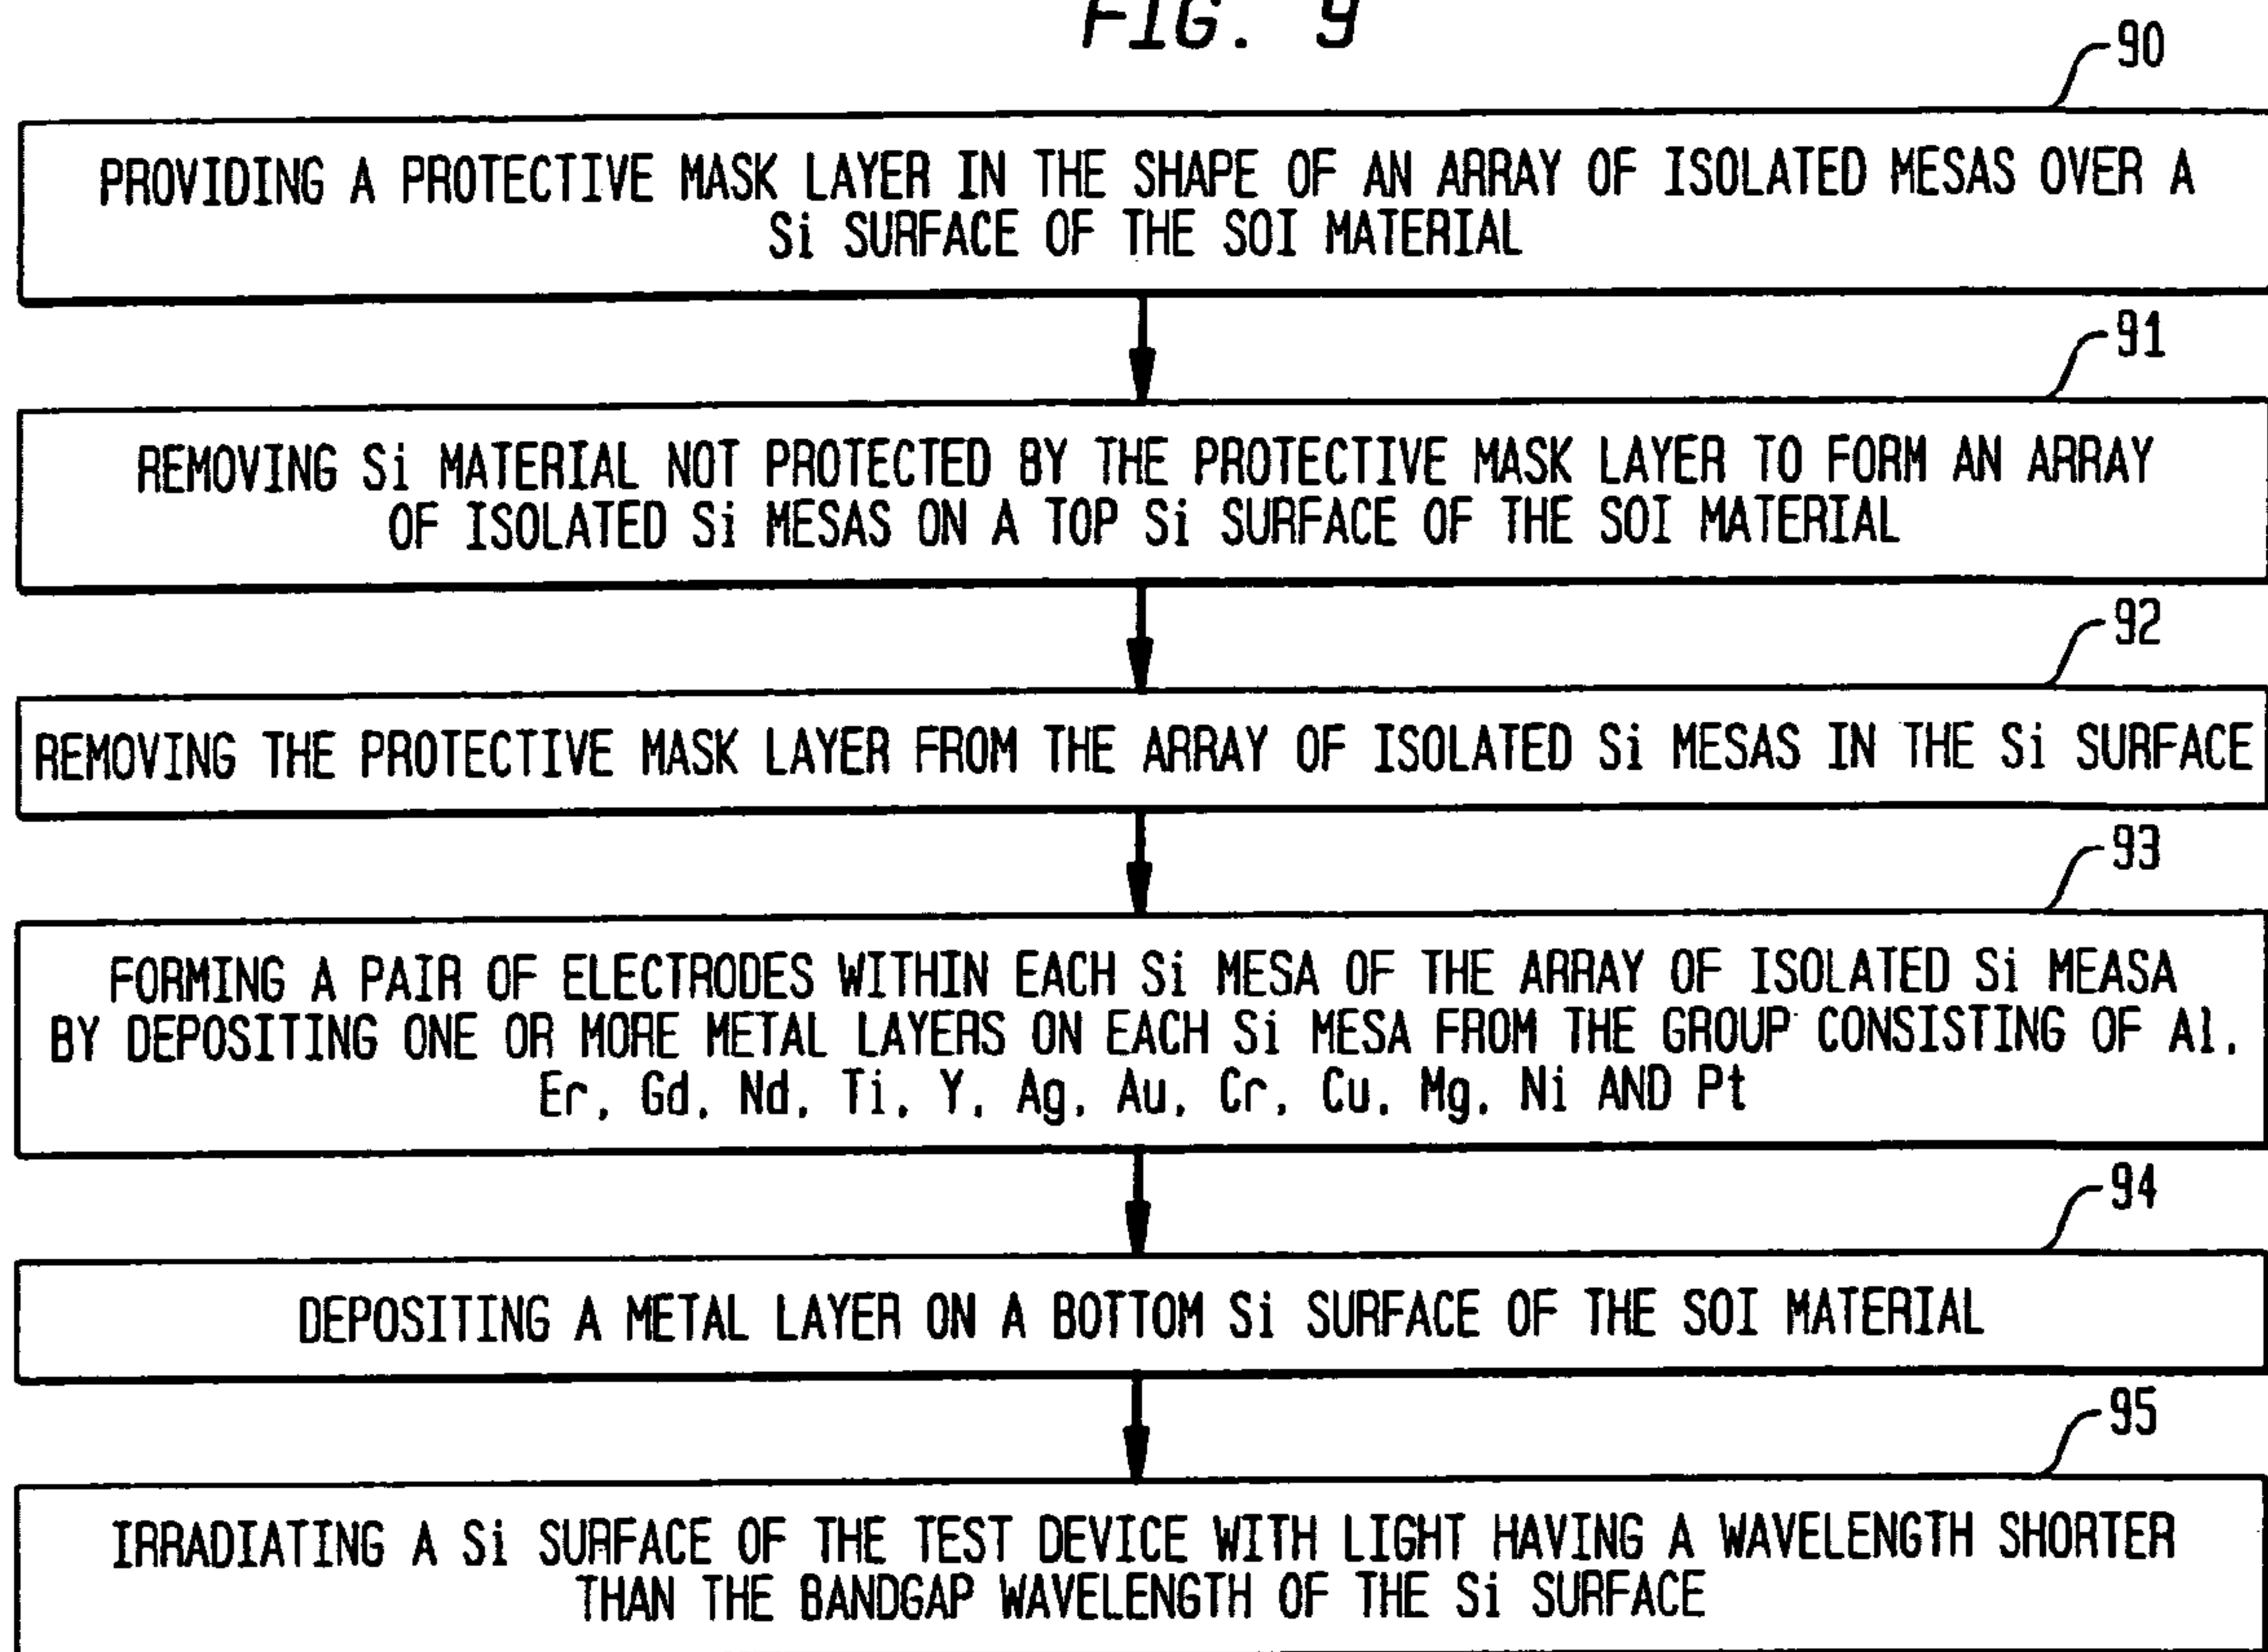 FIG. 9
90
PROVIDING A PROTECTIVE MASK LAYER IN THE SHAPE OF AN ARRAY OF ISOLATED MESAS OVER A
Si SURFACE OF THE SOI MATERIAL
91
REMOVING Si MATERIAL NOT PROTECTED BY THE PROTECTIVE MASK LAYER TO FORM AN ARRAY
OF ISOLATED Si MESAS ON A TOP Si SURFACE OF THE SOI MATERIAL
92
REMOVING THE PROTECTIVE MASK LAYER FROM THE ARRAY OF ISOLATED Si MESAS IN THE Si SURFACE
93
FORMING A PAIR OF ELECTRODES WITHIN EACH Si MESA OF THE ARRAY OF ISOLATED Si MEASA
BY DEPOSITING ONE OR MORE METAL LAYERS ON EACH Si MESA FROM THE GROUP CONSISTING OF Al,
Er, Gd, Nd, Ti, Y, Ag, Au, Cr, Cu, Mg, Ni AND Pt
94
DEPOSITING A METAL LAYER ON A BOTTOM Si SURFACE OF THE SOI MATERIAL
95
IRRADIATING A Si SURFACE OF THE TEST DEVICE WITH LIGHT HAVING A WAVELENGTH SHORTER
THAN THE BANDGAP WAVELENGTH OF THE Si SURFACE